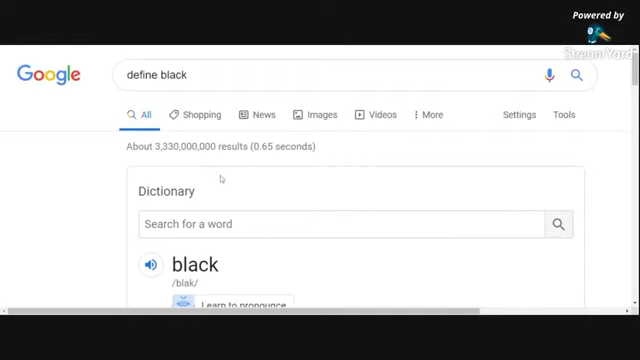 Powered by
StreamYard
Google
define black
All Shopping News Images Videos More Settings Tools
About 3,330,000,000 results (0.65 seconds)
Dictionary
Search for a word
black
/blak/
Learn to pronounce